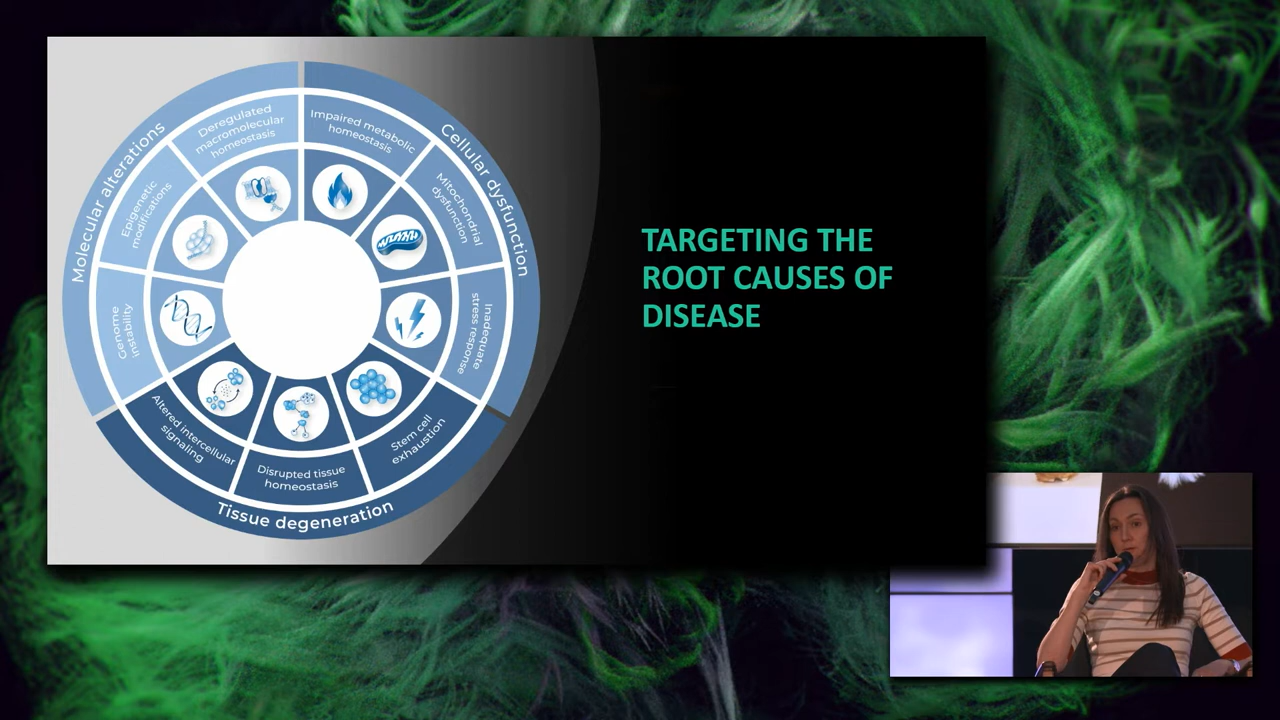 Molecular alterations
Deregulated
macromolecular
homeostasis
Epigenetic
modifications
Genome
instability
Cellular dysfunction
Impaired metabolic
homeostasis
Mitochondrial
dysfunction
Inadequate
stress response
Tissue degeneration
Altered intercellular
signaling
Disrupted tissue
homeostasis
Stem cell
exhaustion
TARGETING THE
ROOT CAUSES OF
DISEASE